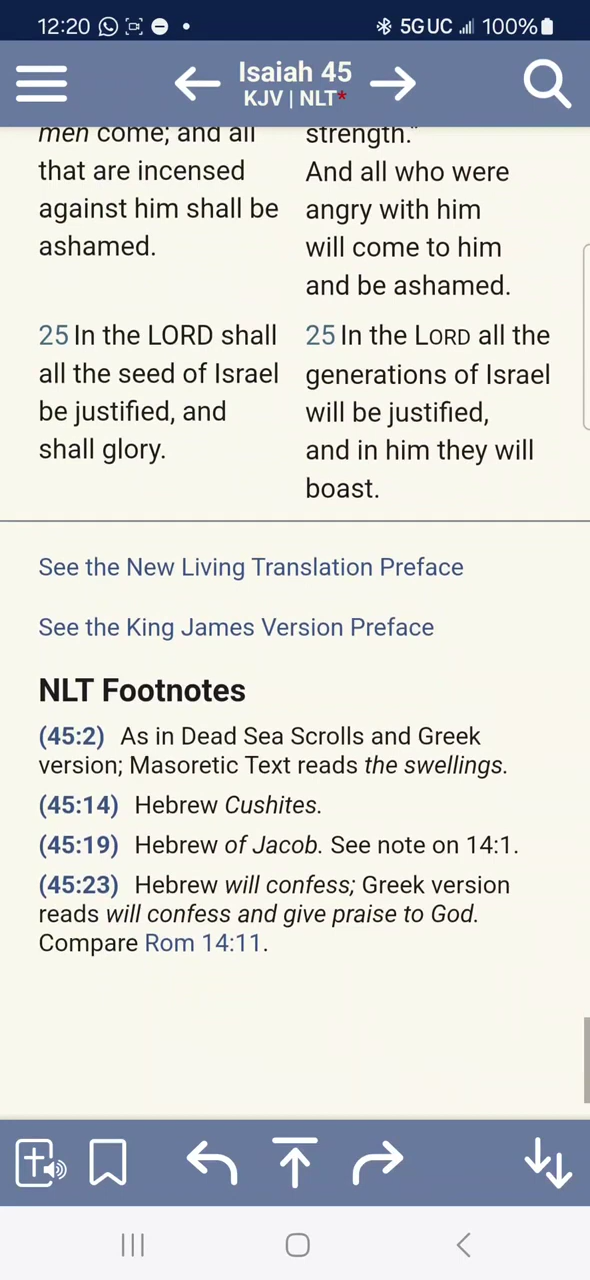 12:20 5G UC 100%
Isaiah 45
KJV | NLT*
men come; and all
that are incensed
against him shall be
ashamed.
25 In the LORD shall
all the seed of Israel
be justified, and
shall glory.
strength."
And all who were
angry with him
will come to him
and be ashamed.
25 In the LORD all the
generations of Israel
will be justified,
and in him they will
boast.
See the New Living Translation Preface
See the King James Version Preface
NLT Footnotes
(45:2) As in Dead Sea Scrolls and Greek
version; Masoretic Text reads the swellings.
(45:14) Hebrew Cushites.
(45:19) Hebrew of Jacob. See note on 14:1.
(45:23) Hebrew will confess; Greek version
reads will confess and give praise to God.
Compare Rom 14:11.